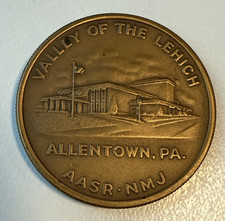 VALLEY OF THE LEHIGH
ALLENTOWN, PA.
AASR·NMJ